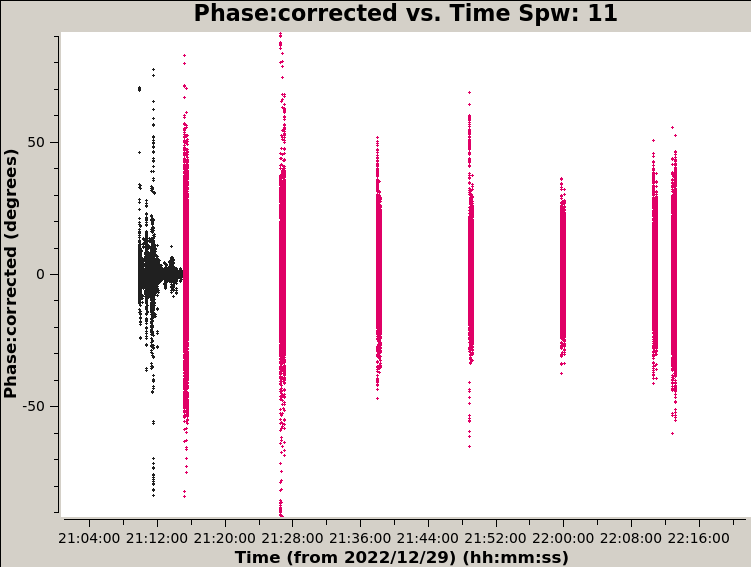 Phase:corrected vs. Time Spw: 11
Phase:corrected (degrees)
50
0
-50
21:04:00 21:12:00 21:20:00 21:28:00 21:36:00 21:44:00 21:52:00 22:00:00 22:08:00 22:16:00
Time (from 2022/12/29) (hh:mm:ss)